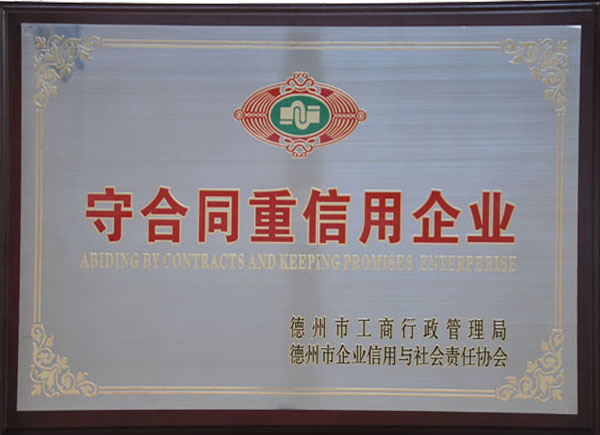 守合同重信用企业
ABIDING BY CONTRACTS AND KEEPING PROMISES ENTERPERISE
德州市工商行政管理局
德州市企业信用与社会责任协会